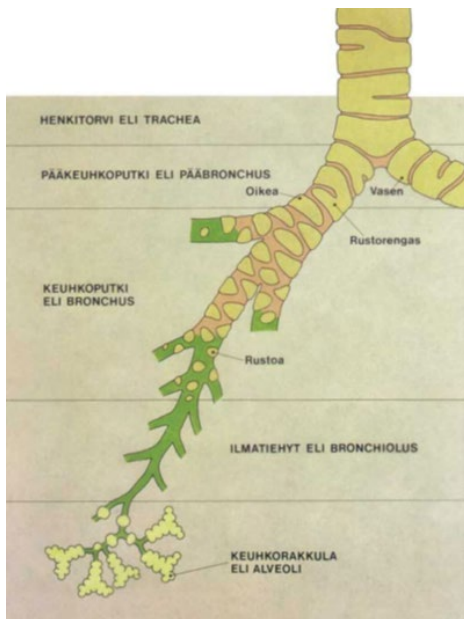 HENKITORVI ELI TRACHEA
PÄÄKEUHKOPUTKI ELI PÄÄBRONCHUS
Oikea
Vasen
Rustorengas
KEUHKOPUTKI
ELI BRONCHUS
Rustoa
ILMATIEHYT ELI BRONCHIOLUS
KEUHKORAKKULA
ELI ALVEOLI